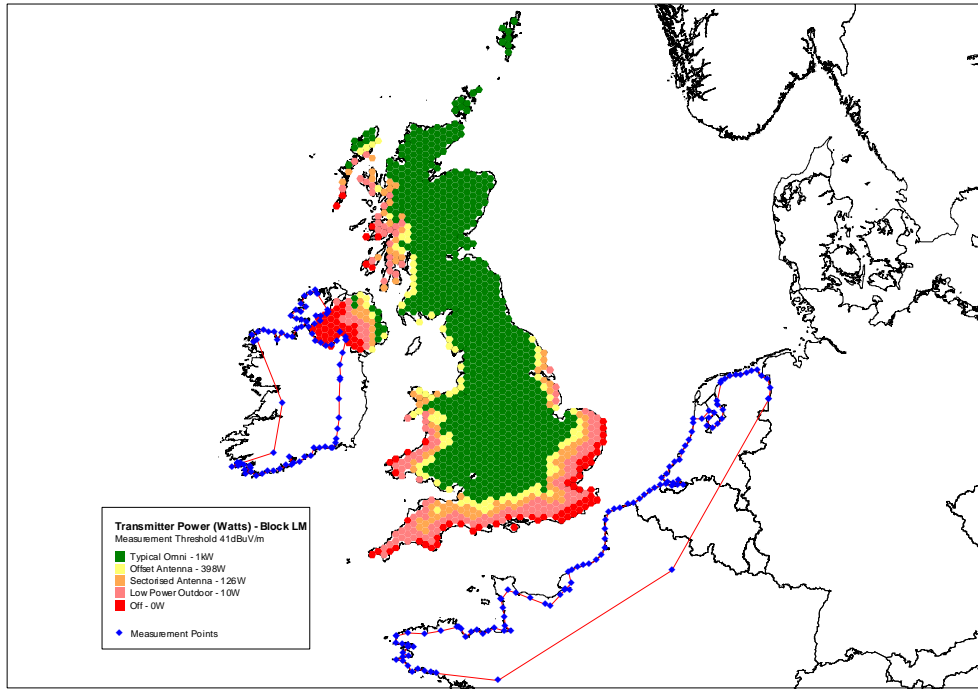 Transmitter Power (Watts) - Block LM
Measurement Threshold 41dBuV/m
Typical Omni - 1kW
Offset Antenna - 398W
Sectorised Antenna - 126W
Low Power Outdoor - 10W
Off - 0W
Measurement Points